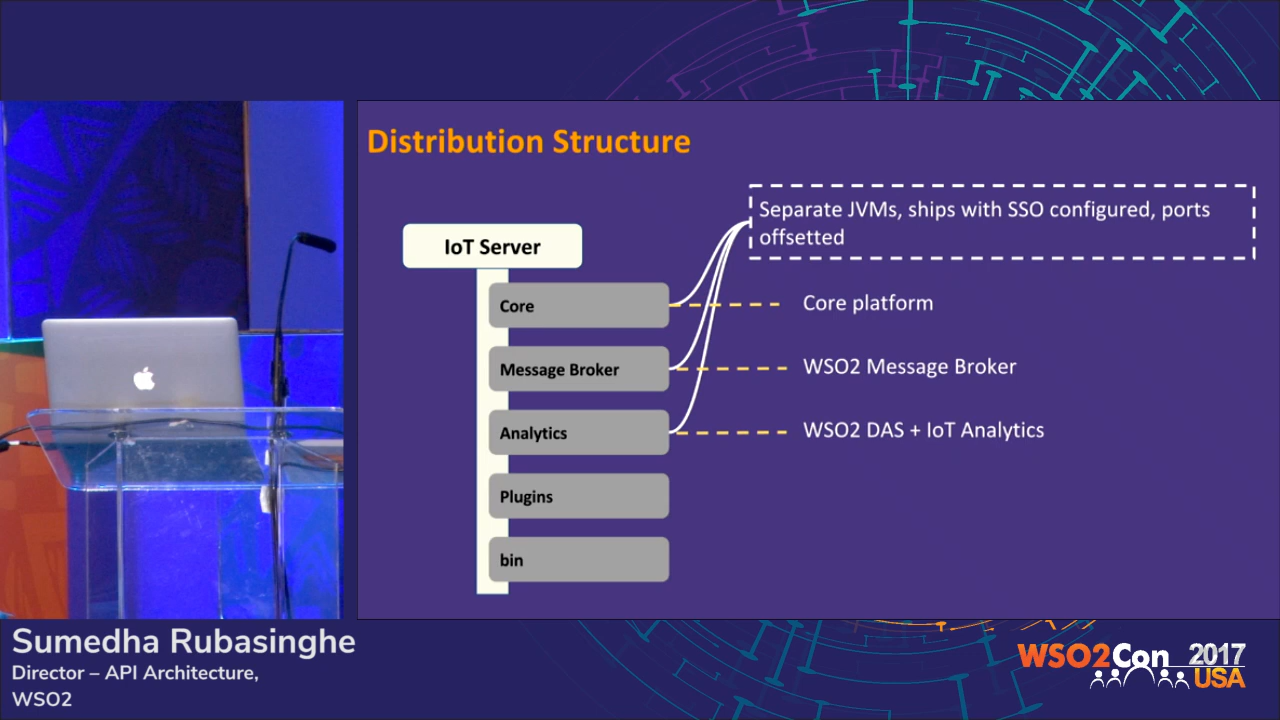 Distribution Structure
Separate JVMs, ships with SSO configured, ports
offsetted
IoT Server
Core
Core platform
Message Broker
WSO2 Message Broker
Analytics
WSO2 DAS + IoT Analytics
Plugins
bin
Sumedha Rubasinghe
Director – API Architecture,
WSO2
WSO2Con 2017
USA